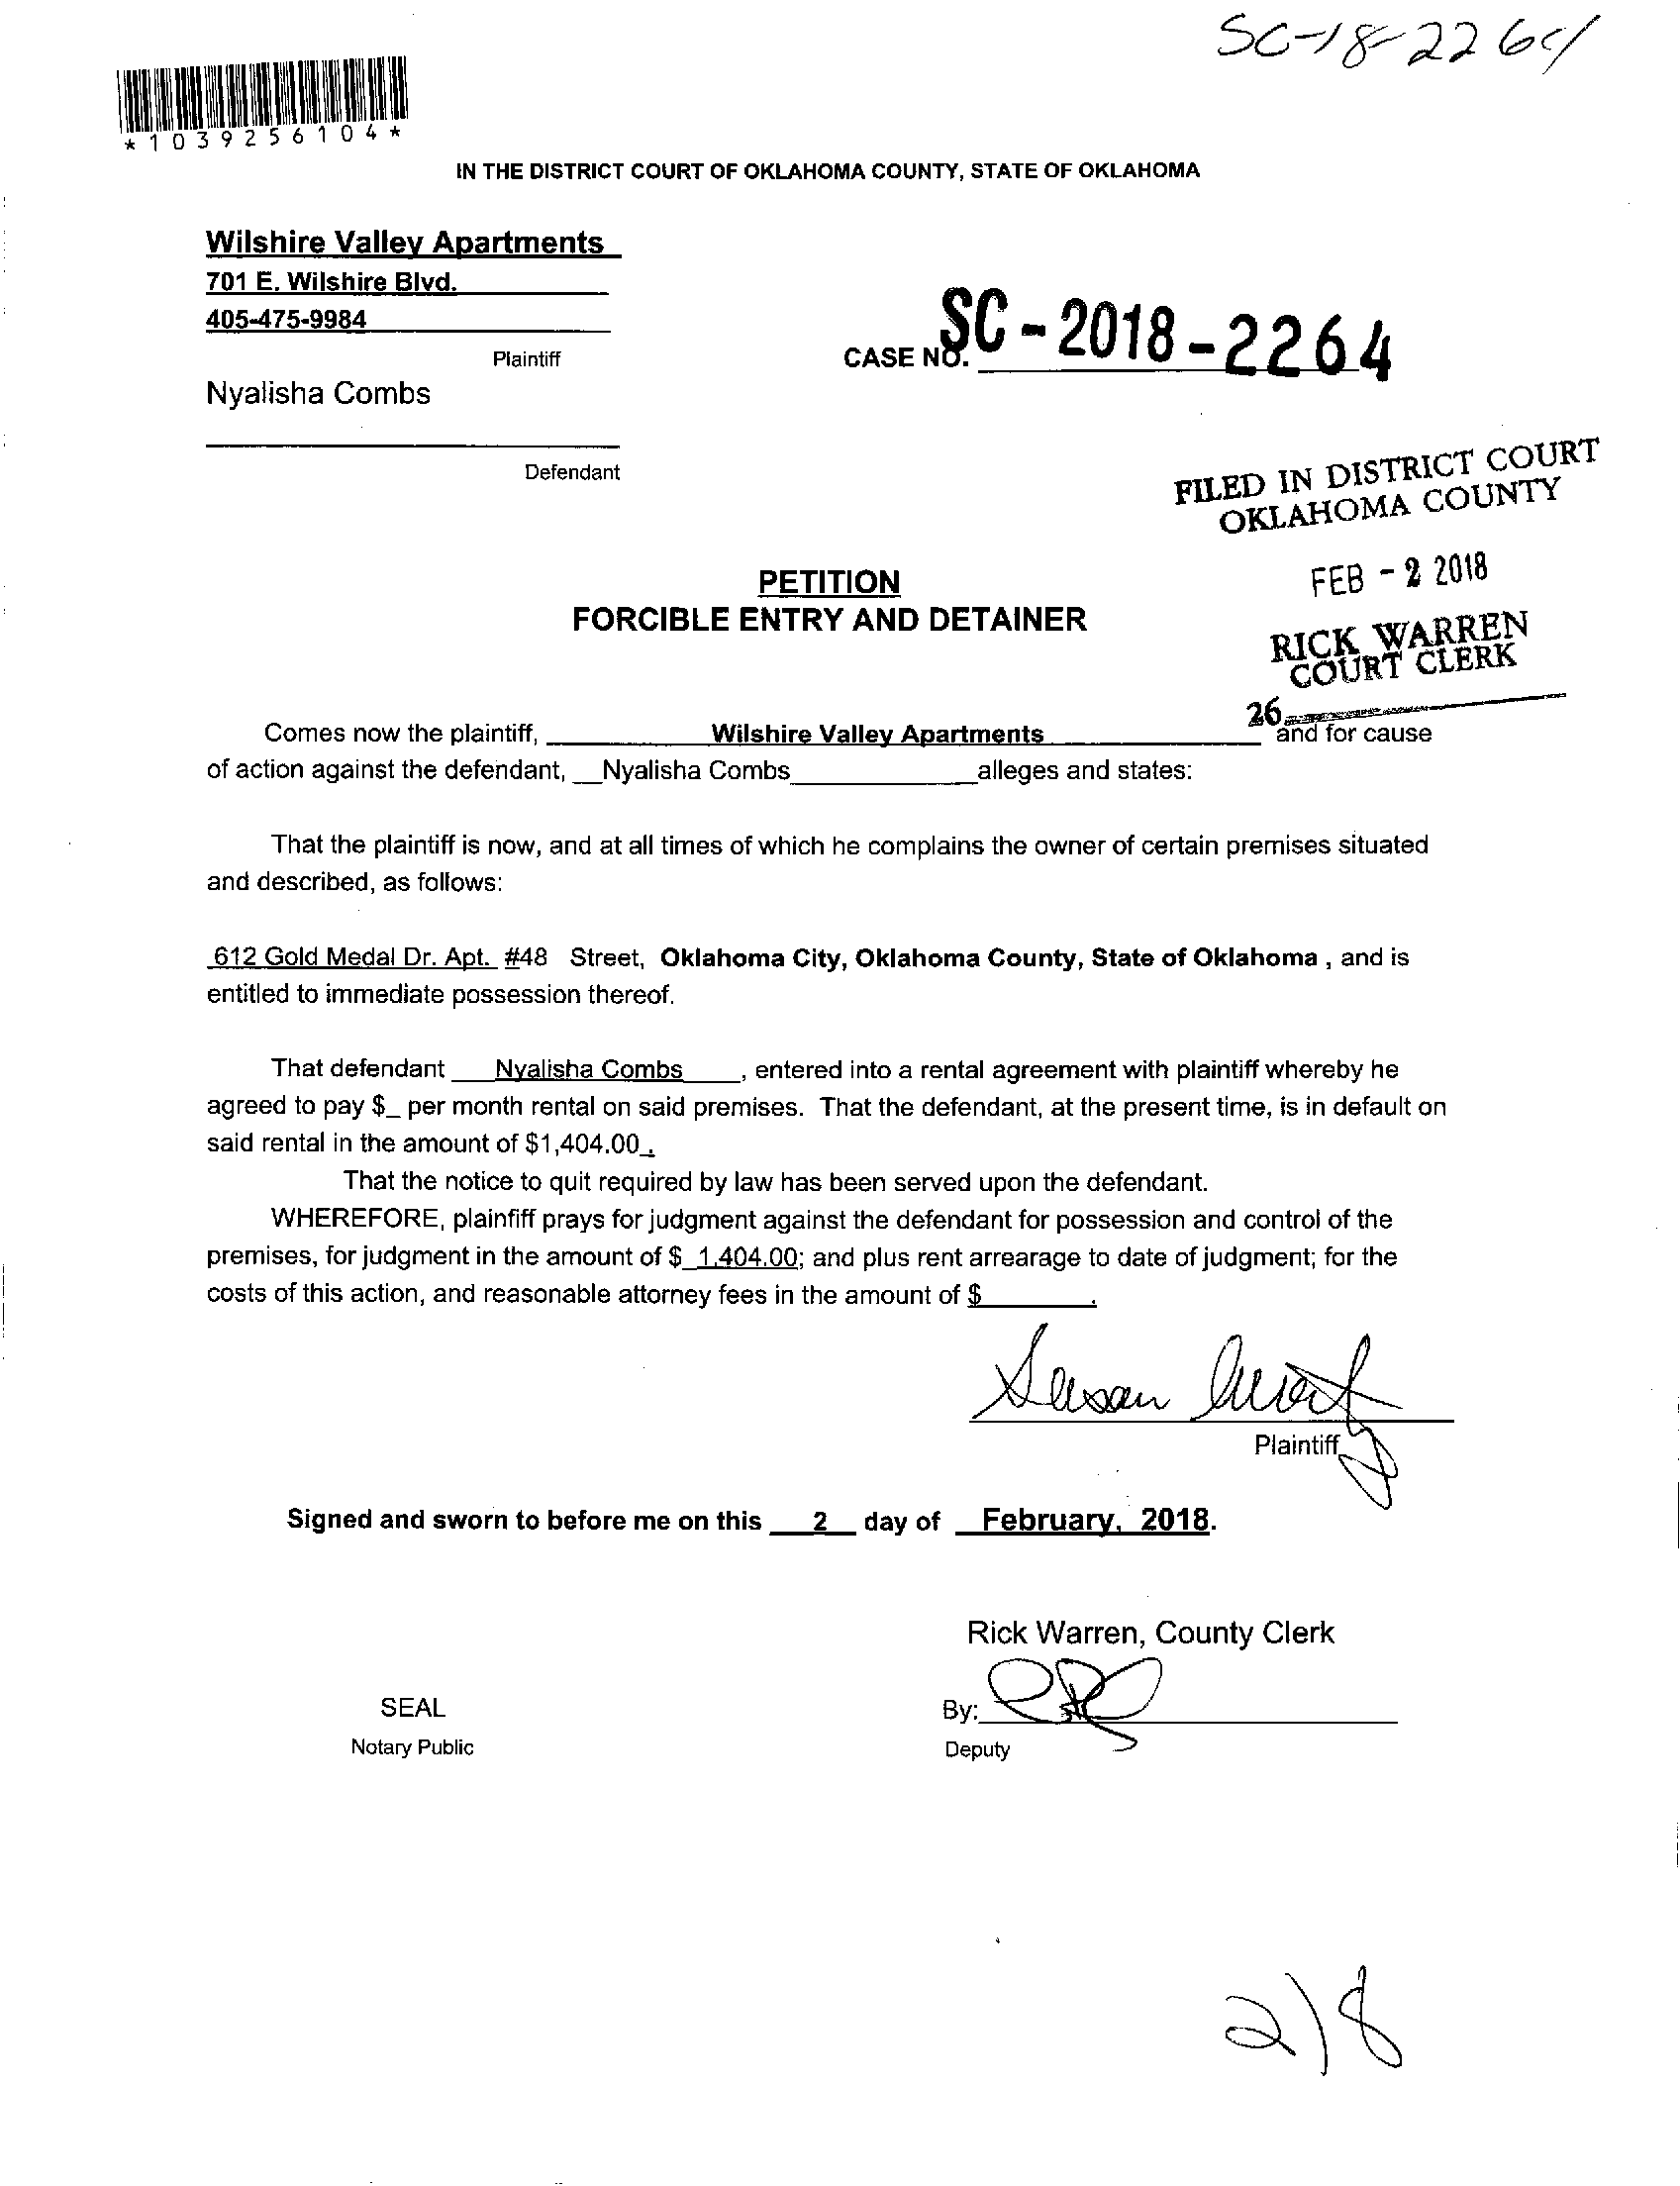 SC-18-2264
*1039256104*
IN THE DISTRICT COURT OF OKLAHOMA COUNTY, STATE OF OKLAHOMA
Wilshire Valley Apartments
701 E. Wilshire Blvd.
405-475-9984
Plaintiff
CASE NO. SC-2018-2264
Nyalisha Combs
Defendant
FILED IN DISTRICT COURT
OKLAHOMA COUNTY
FEB - 2 2018
RICK WARREN
COURT CLERK
26
PETITION
FORCIBLE ENTRY AND DETAINER
Comes now the plaintiff, Wilshire Valley Apartments and for cause
of action against the defendant, __Nyalisha Combs alleges and states:
That the plaintiff is now, and at all times of which he complains the owner of certain premises situated
and described, as follows:
612 Gold Medal Dr. Apt. #48 Street, Oklahoma City, Oklahoma County, State of Oklahoma , and is
entitled to immediate possession thereof.
That defendant ___ Nyalisha Combs____, entered into a rental agreement with plaintiff whereby he
agreed to pay $_ per month rental on said premises. That the defendant, at the present time, is in default on
said rental in the amount of $1,404.00_.
That the notice to quit required by law has been served upon the defendant.
WHEREFORE, plainfiff prays for judgment against the defendant for possession and control of the
premises, for judgment in the amount of $_1,404.00; and plus rent arrearage to date of judgment; for the
costs of this action, and reasonable attorney fees in the amount of $________.
Susan
Plaintiff
Signed and sworn to before me on this 2 day of February, 2018.
Rick Warren, County Clerk
SEAL
By:
Notary Public
Deputy
2/8